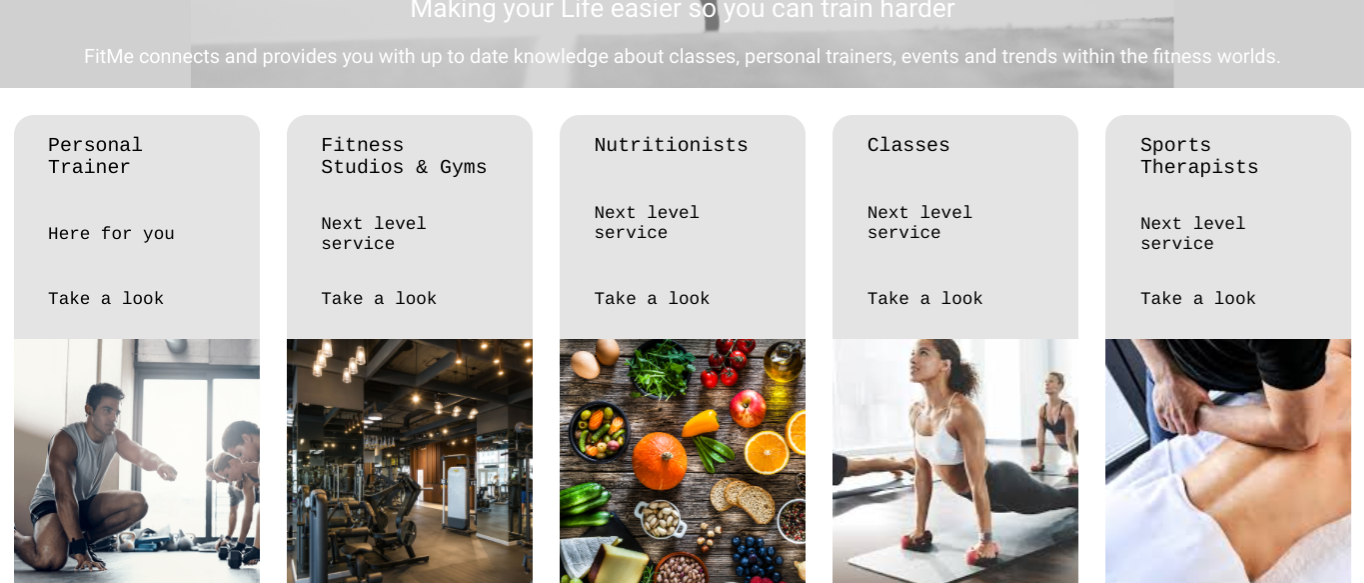 Making your Life easier so you can train harder
FitMe connects and provides you with up to date knowledge about classes, personal trainers, events and trends within the fitness worlds.
Personal
Trainer
Here for you
Take a look
Fitness
Studios & Gyms
Next level
service
Take a look
Nutritionists
Next level
service
Take a look
Classes
Next level
service
Take a look
Sports
Therapists
Next level
service
Take a look